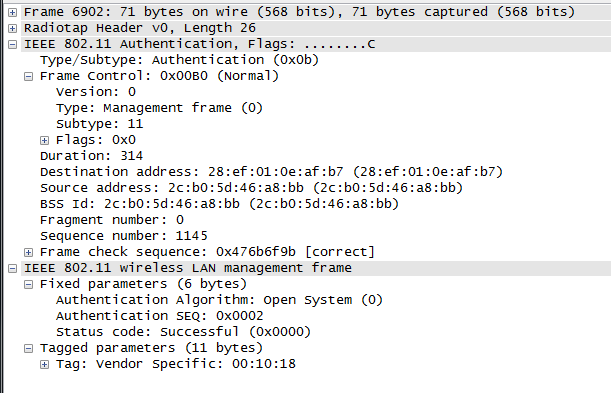 Frame 6902: 71 bytes on wire (568 bits), 71 bytes captured (568 bits)
Radiotap Header v0, Length 26
IEEE 802.11 Authentication, Flags: ........C
Type/Subtype: Authentication (0x0b)
Frame Control: 0x00B0 (Normal)
Version: 0
Type: Management frame (0)
Subtype: 11
Flags: 0x0
Duration: 314
Destination address: 28:ef:01:0e:af:b7 (28:ef:01:0e:af:b7)
Source address: 2c:b0:5d:46:a8:bb (2c:b0:5d:46:a8:bb)
BSS Id: 2c:b0:5d:46:a8:bb (2c:b0:5d:46:a8:bb)
Fragment number: 0
Sequence number: 1145
Frame check sequence: 0x476b6f9b [correct]
IEEE 802.11 wireless LAN management frame
Fixed parameters (6 bytes)
Authentication Algorithm: Open System (0)
Authentication SEQ: 0x0002
Status code: Successful (0x0000)
Tagged parameters (11 bytes)
Tag: Vendor Specific: 00:10:18